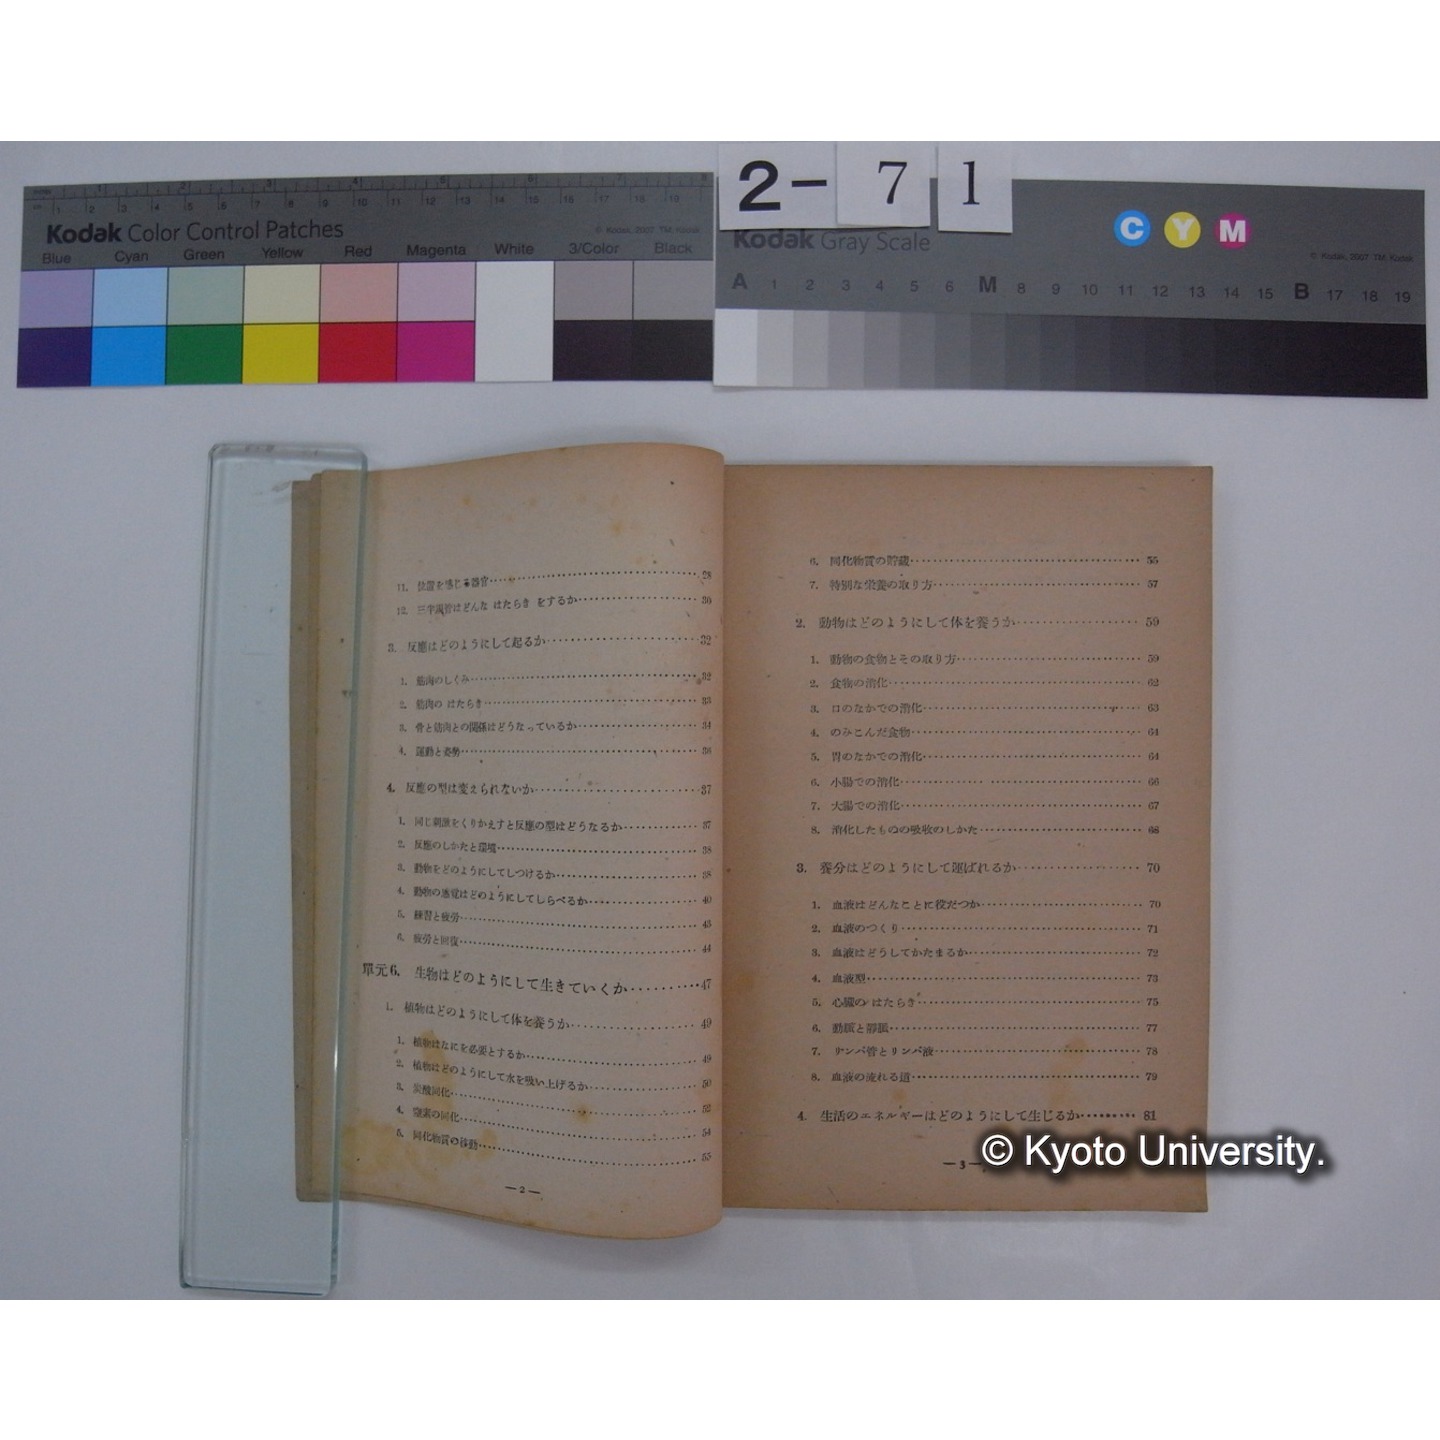 2- 7 1
Kodak Color Control Patches
© Kodak, 2007 TM: Kodak
Blue Cyan Green Yellow Red Magenta White 3/Color Black
Kodak Gray Scale
C Y M
© Kodak, 2007 TM: Kodak
A 1 2 3 4 5 6 M 8 9 10 11 12 13 14 15 B 17 18 19
11. 位置を感じる器官 28
12. 三半規管はどんな はたらき をするか 30
3. 反應はどのようにして起るか 32
1. 筋肉のしくみ 32
2. 筋肉の はたらき 33
3. 骨と筋肉との関係はどうなっているか 34
4. 運動と姿勢 36
4. 反應の型は変えられないか 37
1. 同じ刺激をくりかえすと反應の型はどうなるか 37
2. 反應のしかたと環境 38
3. 動物をどのようにしてしつけるか 38
4. 動物の感覚はどのようにしてしらべるか 40
5. 練習と疲労 43
6. 疲労と回復 44
單元6. 生物はどのようにして生きていくか 47
1. 植物はどのようにして体を養うか 49
1. 植物はなにを必要とするか 49
2. 植物はどのようにして水を吸い上げるか 50
3. 炭酸同化 52
4. 窒素の同化 54
5. 同化物質の移動 55
— 2 —
6. 同化物質の貯蔵 55
7. 特別な栄養の取り方 57
2. 動物はどのようにして体を養うか 59
1. 動物の食物とその取り方 59
2. 食物の消化 62
3. 口のなかでの消化 63
4. のみこんだ食物 64
5. 胃のなかでの消化 64
6. 小腸での消化 66
7. 大腸での消化 67
8. 消化したものの吸收のしかた 68
3. 養分はどのようにして運ばれるか 70
1. 血液はどんなことに役だつか 70
2. 血液のつくり 71
3. 血液はどうしてかたまるか 72
4. 血液型 73
5. 心臓の はたらき 75
6. 動脈と靜脈 77
7. リンパ管とリンパ液 78
8. 血液の流れる道 79
4. 生活のエネルギーはどのようにして生じるか 81
— 3 —
© Kyoto University.